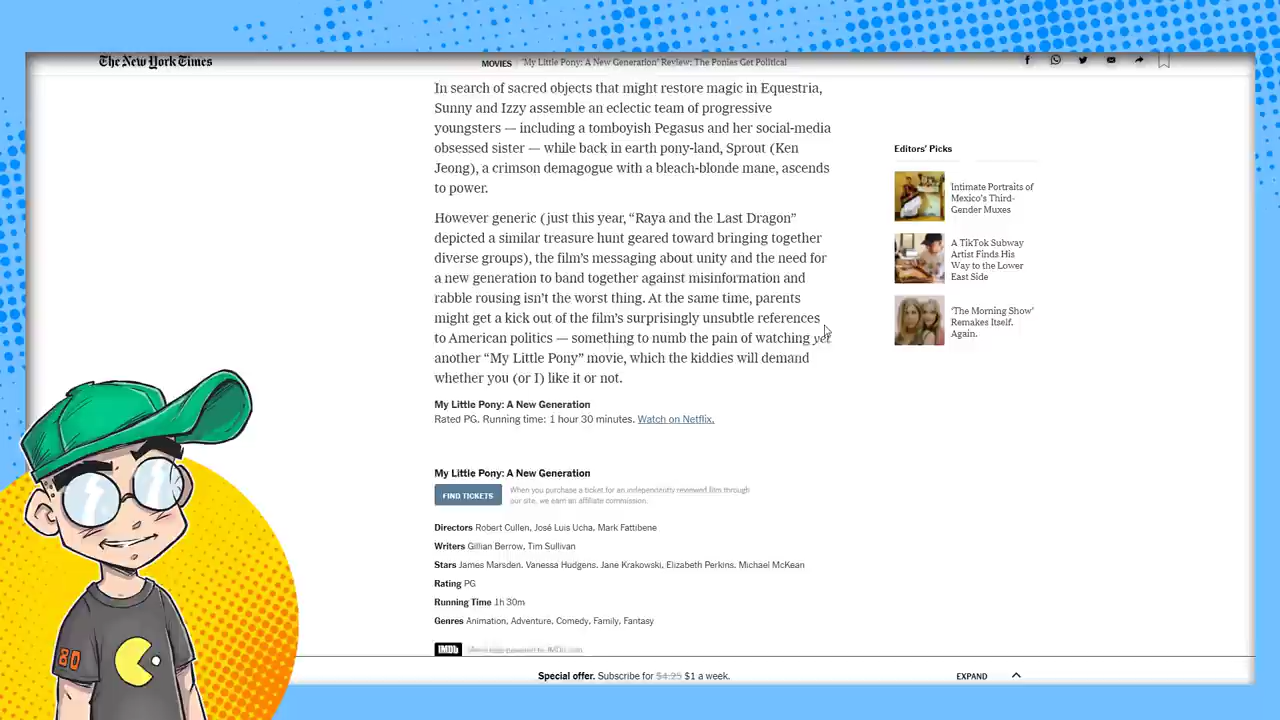 The New York Times
MOVIES
'My Little Pony: A New Generation' Review: The Ponies Get Political
In search of sacred objects that might restore magic in Equestria,
Sunny and Izzy assemble an eclectic team of progressive
youngsters — including a tomboyish Pegasus and her social-media
obsessed sister — while back in earth pony-land, Sprout (Ken
Jeong), a crimson demagogue with a bleach-blonde mane, ascends
to power.
However generic (just this year, “Raya and the Last Dragon”
depicted a similar treasure hunt geared toward bringing together
diverse groups), the film’s messaging about unity and the need for
a new generation to band together against misinformation and
rabble rousing isn’t the worst thing. At the same time, parents
might get a kick out of the film’s surprisingly unsubtle references
to American politics — something to numb the pain of watching yet
another “My Little Pony” movie, which the kiddies will demand
whether you (or I) like it or not.
My Little Pony: A New Generation
Rated PG. Running time: 1 hour 30 minutes. Watch on Netflix.
My Little Pony: A New Generation
FIND TICKETS
When you purchase a ticket for an independently reviewed film through
our site, we earn an affiliate commission.
Directors Robert Cullen, José Luis Ucha, Mark Fattibene
Writers Gillian Berrow, Tim Sullivan
Stars James Marsden, Vanessa Hudgens, Jane Krakowski, Elizabeth Perkins, Michael McKean
Rating PG
Running Time 1h 30m
Genres Animation, Adventure, Comedy, Family, Fantasy
IMDb
Editors’ Picks
Intimate Portraits of
Mexico’s Third-
Gender Muxes
A TikTok Subway
Artist Finds His
Way to the Lower
East Side
‘The Morning Show’
Remakes Itself.
Again.
80
Special offer. Subscribe for $4.25 $1 a week.
EXPAND